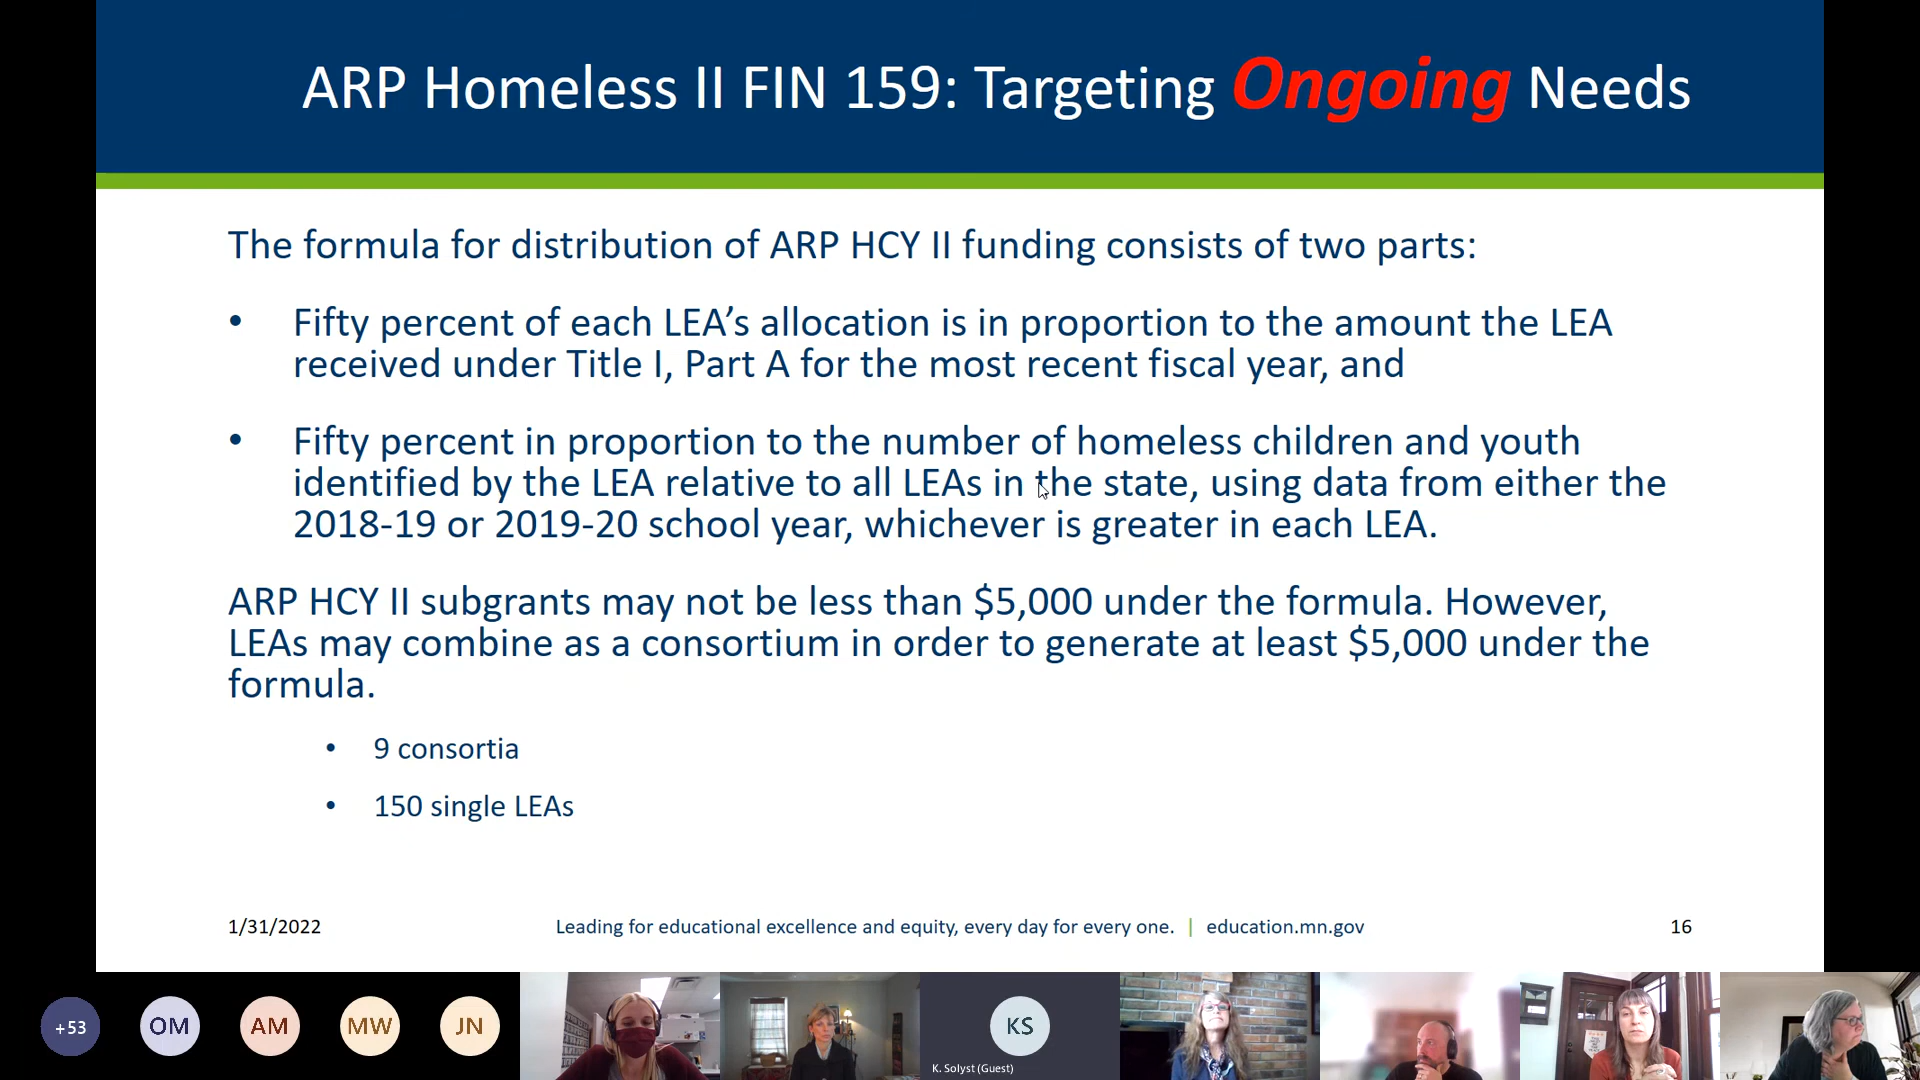 ARP Homeless II FIN 159: Targeting Ongoing Needs
The formula for distribution of ARP HCY II funding consists of two parts:
• Fifty percent of each LEA’s allocation is in proportion to the amount the LEA
received under Title I, Part A for the most recent fiscal year, and
• Fifty percent in proportion to the number of homeless children and youth
identified by the LEA relative to all LEAs in the state, using data from either the
2018-19 or 2019-20 school year, whichever is greater in each LEA.
ARP HCY II subgrants may not be less than $5,000 under the formula. However,
LEAs may combine as a consortium in order to generate at least $5,000 under the
formula.
• 9 consortia
• 150 single LEAs
1/31/2022 Leading for educational excellence and equity, every day for every one. | education.mn.gov 16
+53 OM AM MW JN KS
K. Solyst (Guest)